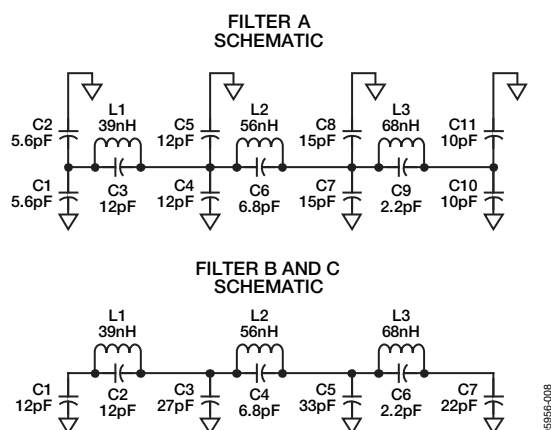 FILTER A
SCHEMATIC
C2
5.6pF
L1
39nH
C5
12pF
L2
56nH
C8
15pF
L3
68nH
C11
10pF
C1
5.6pF
C3
12pF
C4
12pF
C6
6.8pF
C7
15pF
C9
2.2pF
C10
10pF
FILTER B AND C
SCHEMATIC
L1
39nH
L2
56nH
L3
68nH
C1
12pF
C2
12pF
C3
27pF
C4
6.8pF
C5
33pF
C6
2.2pF
C7
22pF
05956-008